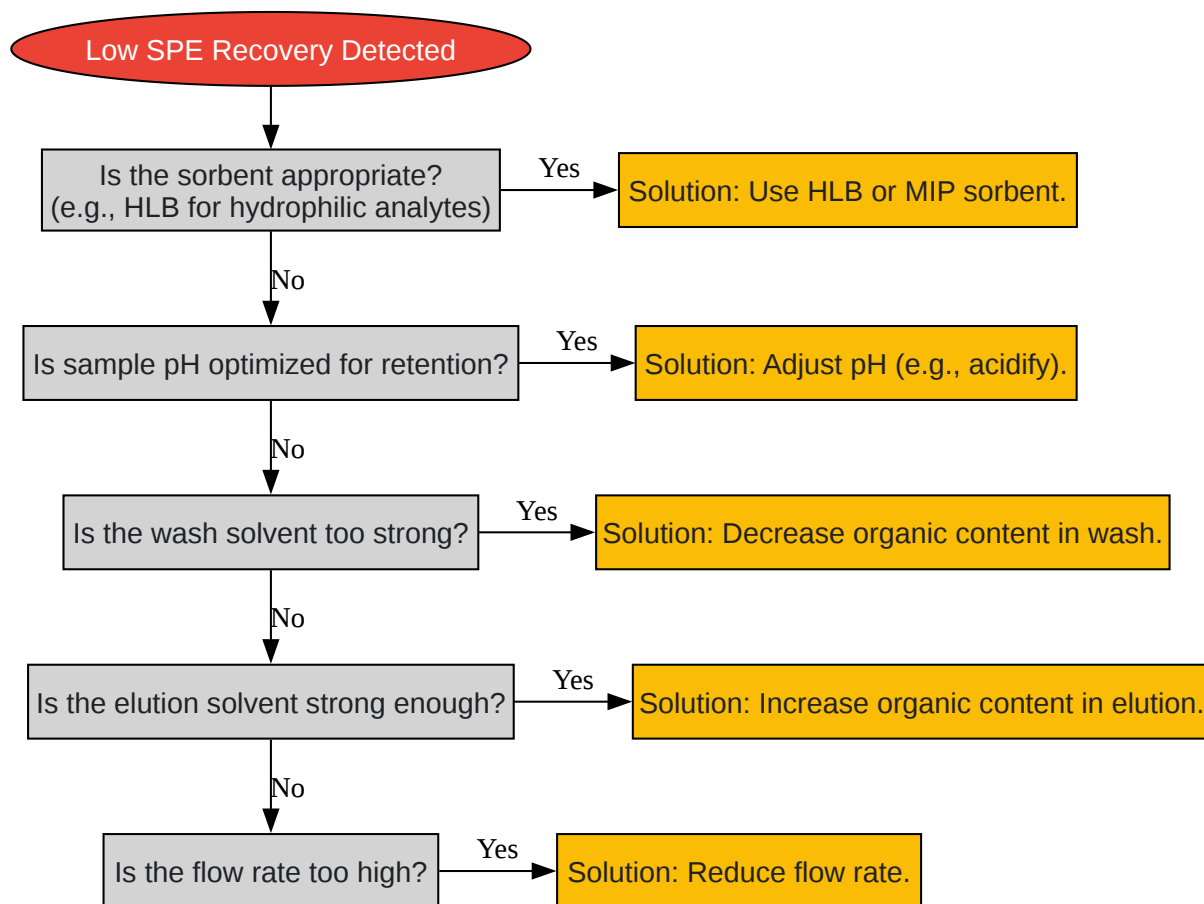 Low SPE Recovery Detected
Is the sorbent appropriate?
(e.g., HLB for hydrophilic analytes)
Yes
Solution: Use HLB or MIP sorbent.
No
Is sample pH optimized for retention?
Yes
Solution: Adjust pH (e.g., acidify).
No
Is the wash solvent too strong?
Yes
Solution: Decrease organic content in wash.
No
Is the elution solvent strong enough?
Yes
Solution: Increase organic content in elution.
No
Is the flow rate too high?
Yes
Solution: Reduce flow rate.